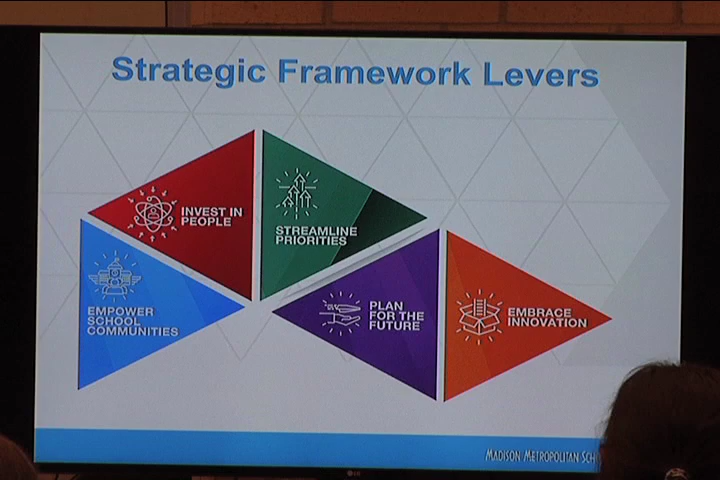 Strategic Framework Levers
INVEST IN
PEOPLE
STREAMLINE
PRIORITIES
EMPOWER
SCHOOL
COMMUNITIES
PLAN
FOR THE
FUTURE
EMBRACE
INNOVATION
MADISON METROPOLITAN SCH
LG